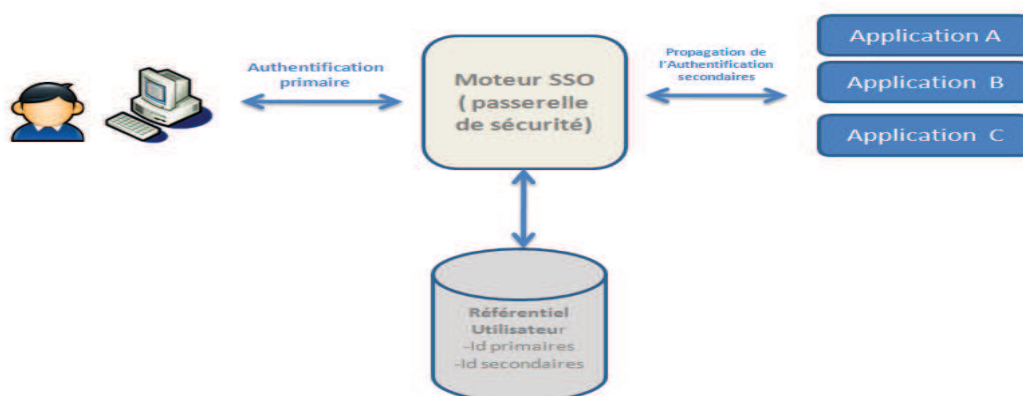 Authentification
primaire
Moteur SSO
( passerelle
de sécurité)
Propagation de
l'Authentification
secondaires
Application A
Application B
Application C
Référentiel
Utilisateur
-Id primaires
-Id secondaires